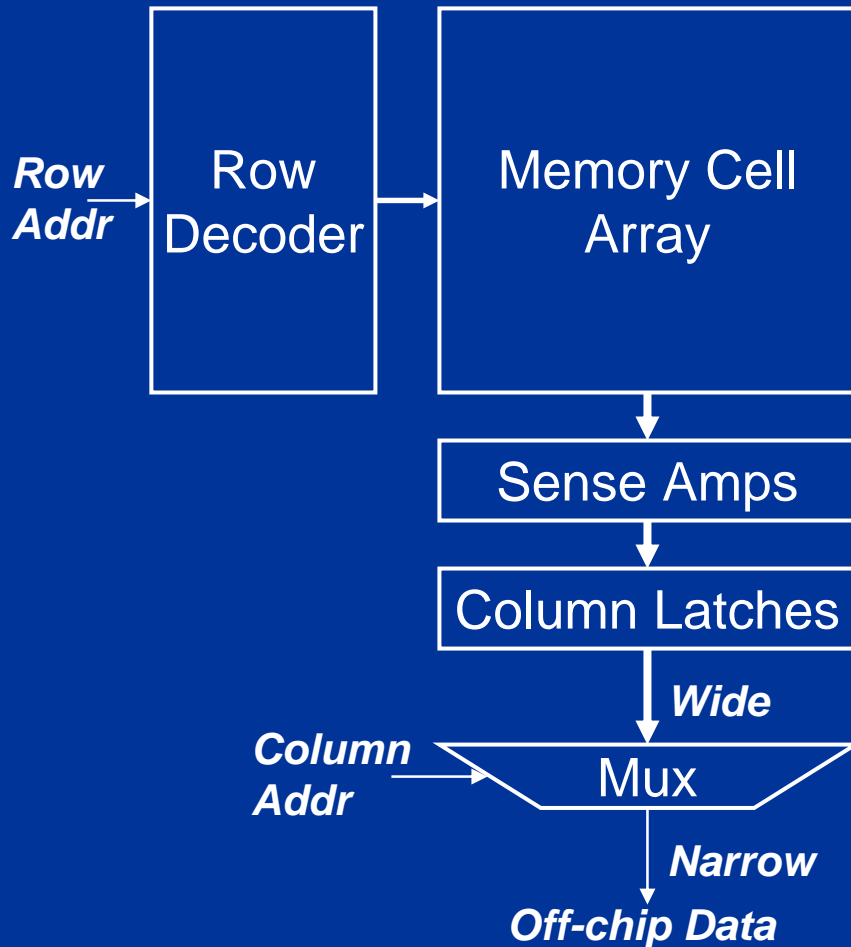 Row
Addr
Row
Decoder
Memory Cell
Array
Sense Amps
Column Latches
Wide
Column
Addr
Mux
Narrow
Off-chip Data